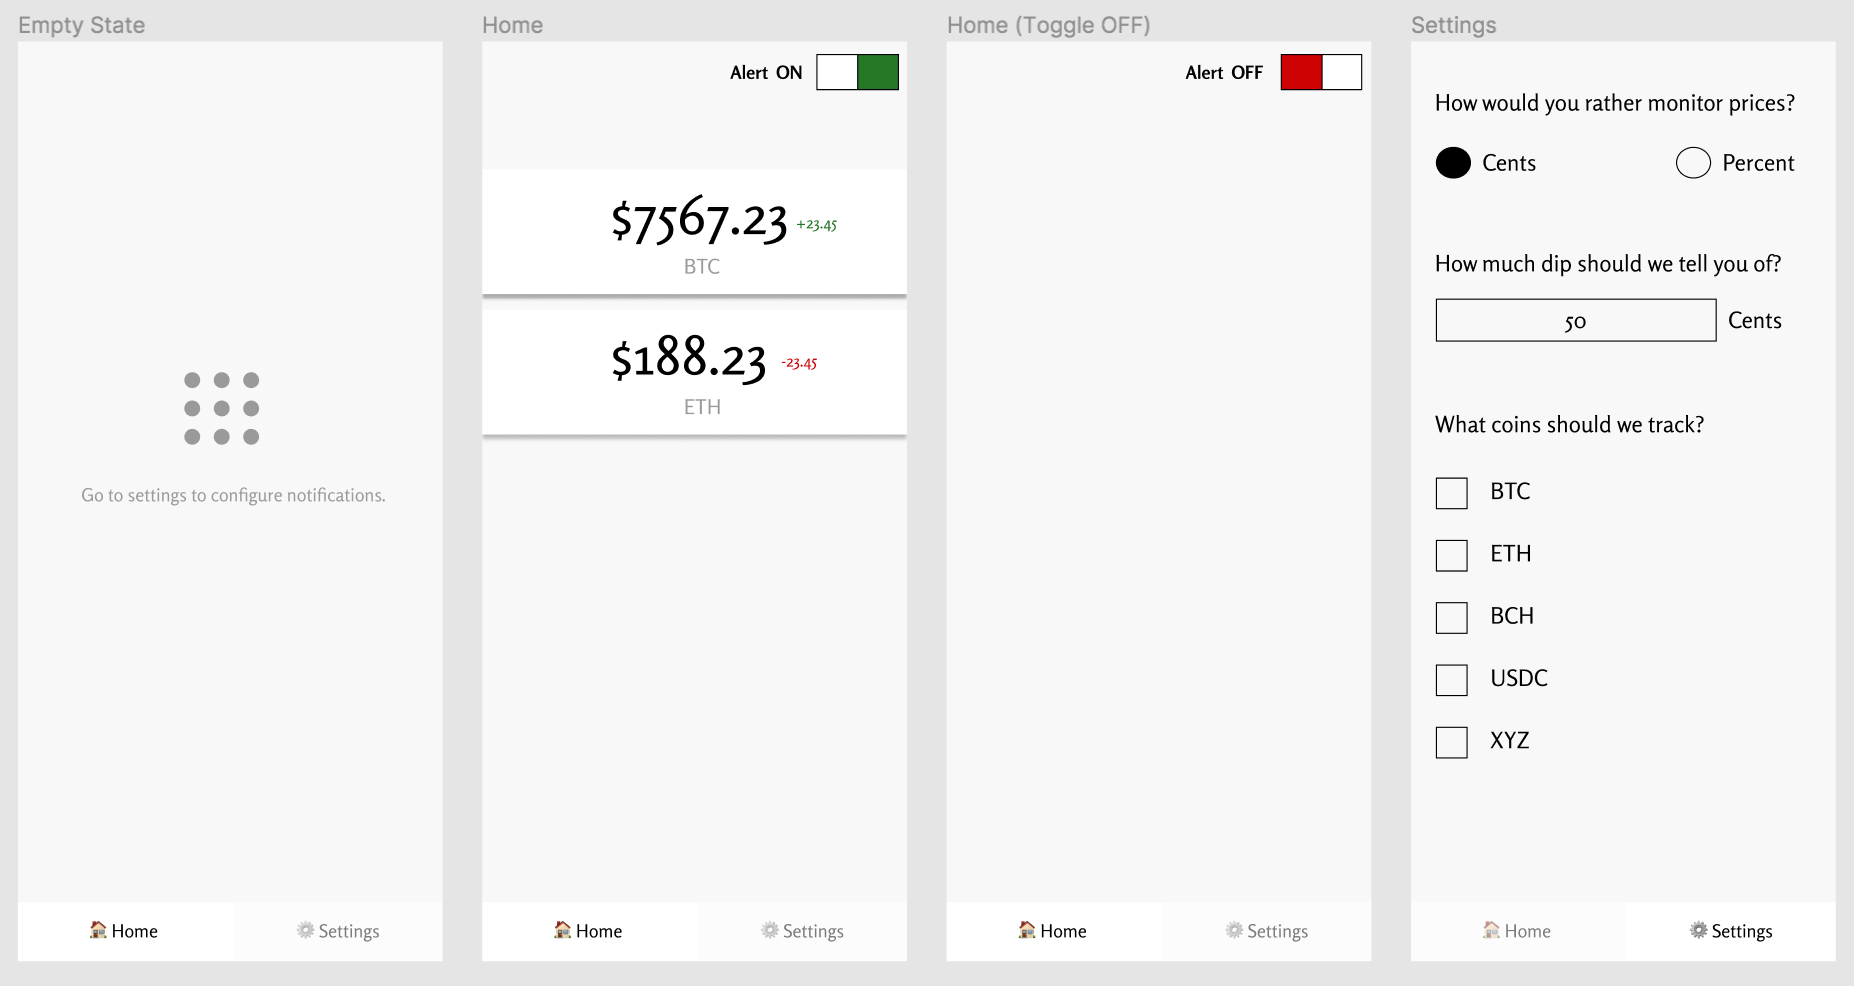 Empty State
Go to settings to configure notifications.
Home
Settings
Home
Alert ON
$7567.23 +23.45
BTC
$188.23 -23.45
ETH
Home
Settings
Home (Toggle OFF)
Alert OFF
Home
Settings
Settings
How would you rather monitor prices?
Cents
Percent
How much dip should we tell you of?
50 Cents
What coins should we track?
BTC
ETH
BCH
USDC
XYZ
Home
Settings